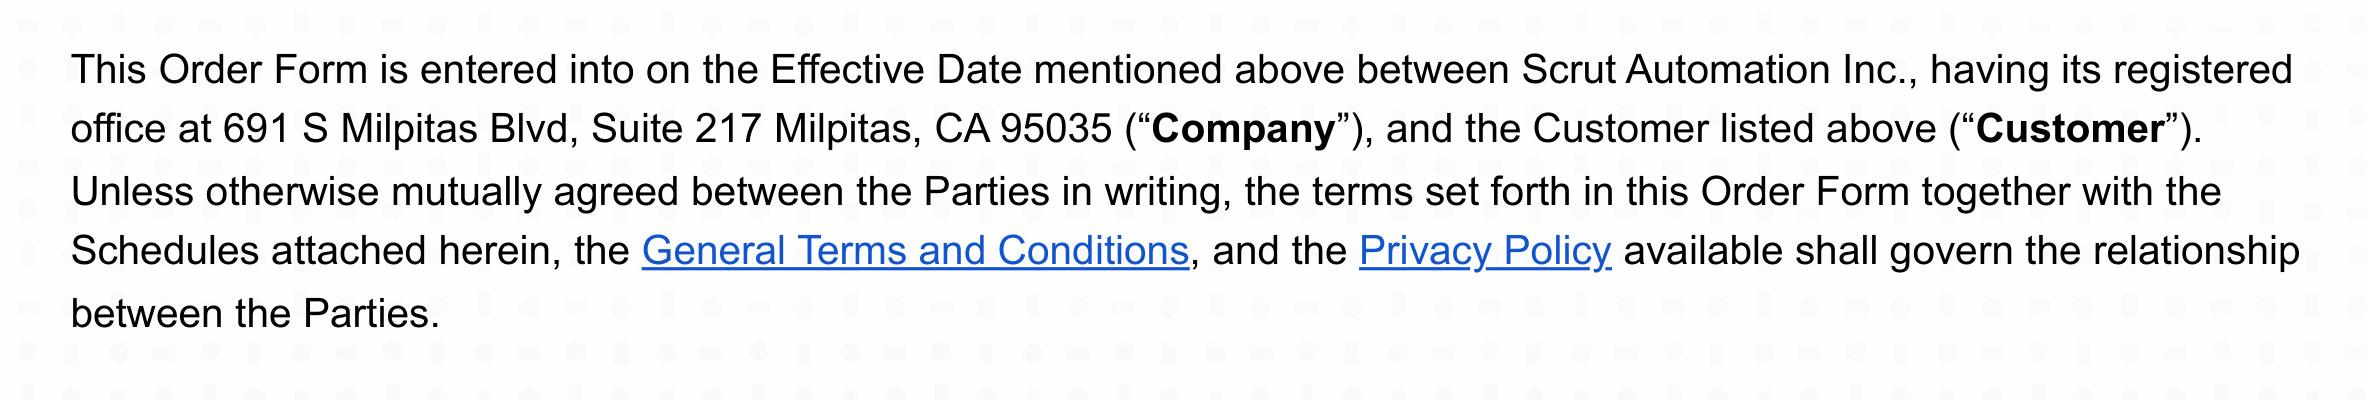 This Order Form is entered into on the Effective Date mentioned above between Scrut Automation Inc., having its registered
office at 691 S Milpitas Blvd, Suite 217 Milpitas, CA 95035 (“Company”), and the Customer listed above (“Customer”).
Unless otherwise mutually agreed between the Parties in writing, the terms set forth in this Order Form together with the
Schedules attached herein, the General Terms and Conditions, and the Privacy Policy available shall govern the relationship
between the Parties.